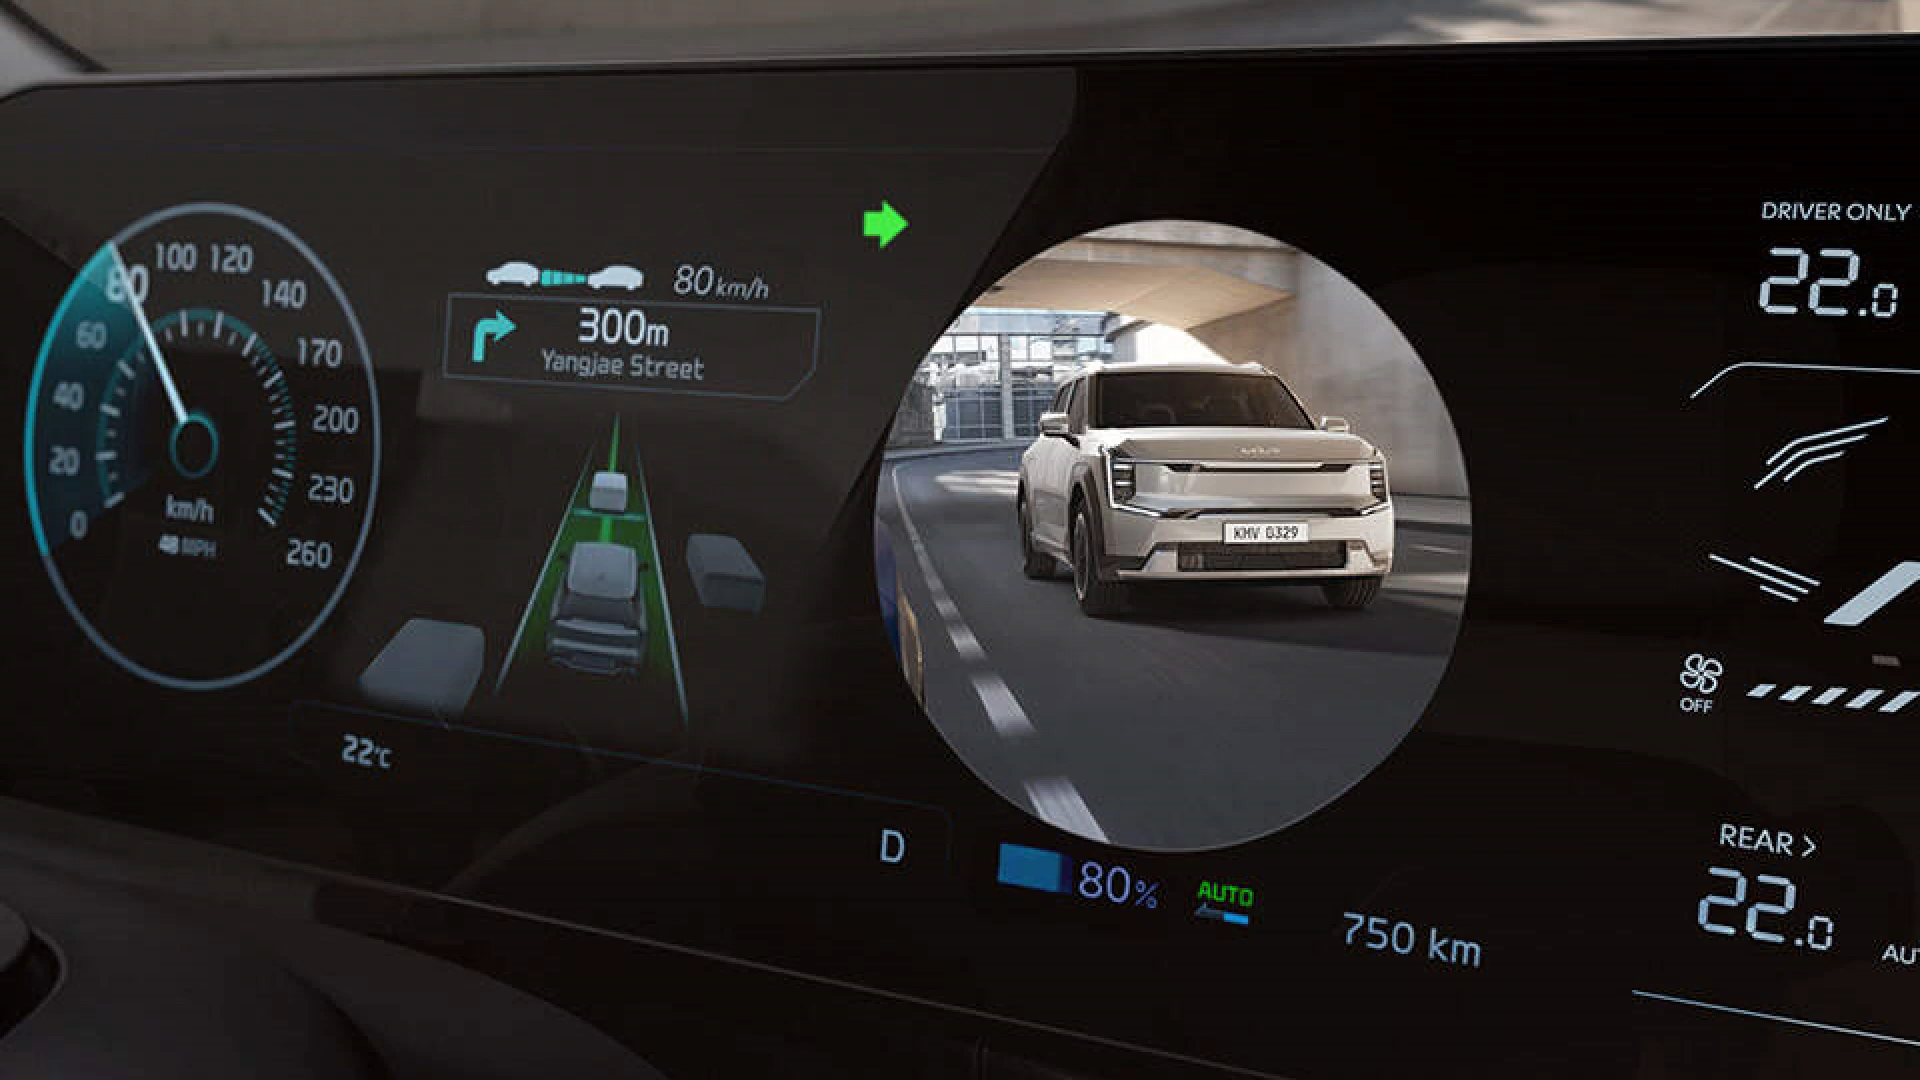 80
100
120
140
60
170
40
200
20
230
0
260
km/h
48 MPH
80 km/h
300m
Yangjae Street
22°C
D
KMV 0329
80%
AUTO
750 km
DRIVER ONLY
22.0
OFF
REAR >
22.0